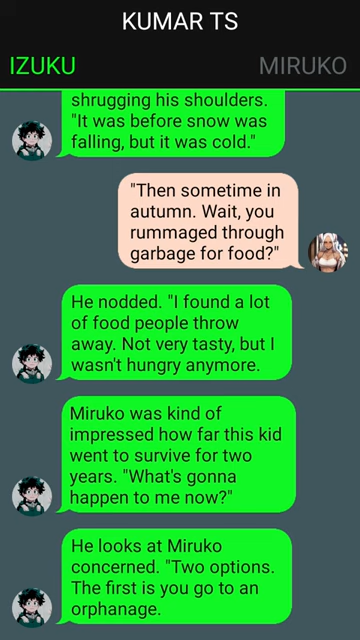 KUMAR TS
IZUKU
MIRUKO
shrugging his shoulders.
"It was before snow was
falling, but it was cold."
"Then sometime in
autumn. Wait, you
rummaged through
garbage for food?"
He nodded. "I found a lot
of food people throw
away. Not very tasty, but I
wasn't hungry anymore.
Miruko was kind of
impressed how far this kid
went to survive for two
years. "What's gonna
happen to me now?"
He looks at Miruko
concerned. "Two options.
The first is you go to an
orphanage.